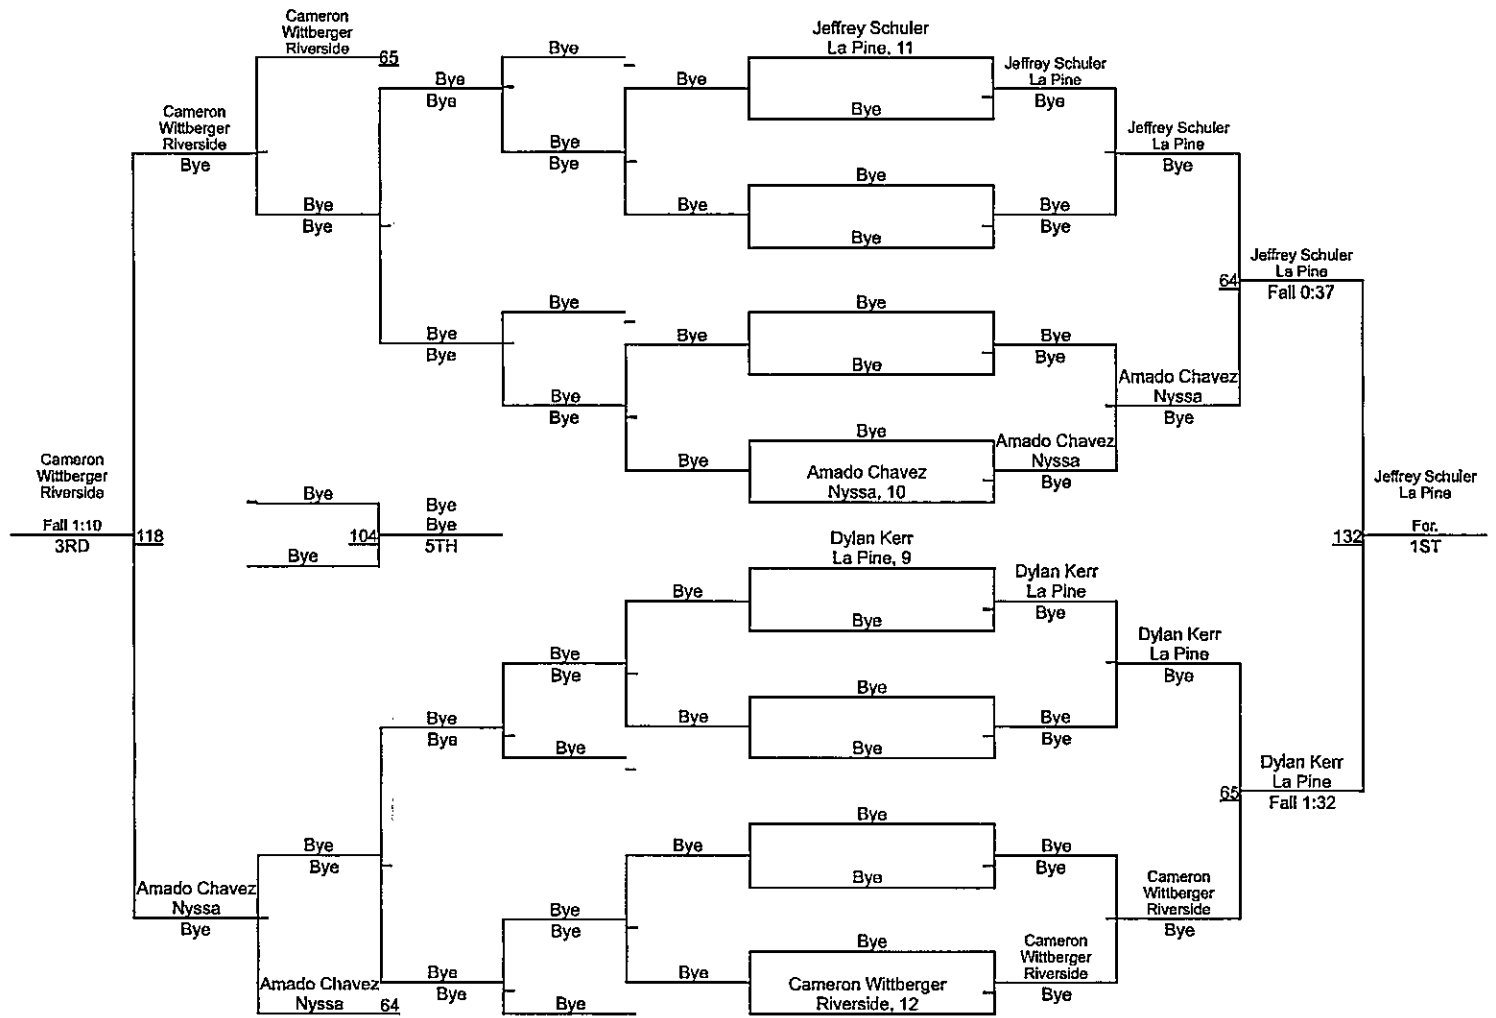 Cameron
Wittberger
Riverside
65
Bye
Jeffrey Schuler
La Pine, 11
Bye
Bye
Bye
Bye
Jeffrey Schuler
La Pine
Bye
Cameron
Wittberger
Riverside
Bye
Bye
Bye
Jeffrey Schuler
La Pine
Bye
Bye
Bye
Bye
Bye
Bye
Bye
Bye
Bye
Jeffrey Schuler
La Pine
64
Fall 0:37
Bye
Bye
Bye
Bye
Bye
Bye
Bye
Bye
Bye
Bye
Amado Chavez
Nyssa
Bye
Bye
Bye
Bye
Amado Chavez
Nyssa, 10
Amado Chavez
Nyssa
Bye
Cameron
Wittberger
Riverside
Fall 1:10
118
3RD
Bye
104
Bye
Bye
Bye
5TH
Jeffrey Schuler
La Pine
For.
132
1ST
Dylan Kerr
La Pine, 9
Bye
Bye
Dylan Kerr
La Pine
Bye
Bye
Bye
Dylan Kerr
La Pine
Bye
Bye
Bye
Bye
Bye
Bye
Bye
Bye
Bye
Bye
Dylan Kerr
La Pine
65
Fall 1:32
Bye
Bye
Bye
Bye
Bye
Bye
Bye
Amado Chavez
Nyssa
Bye
Bye
Bye
Cameron
Wittberger
Riverside
Bye
Bye
Bye
Bye
Bye
Cameron Wittberger
Riverside, 12
Cameron
Wittberger
Riverside
Bye
Amado Chavez
Nyssa
64
Bye